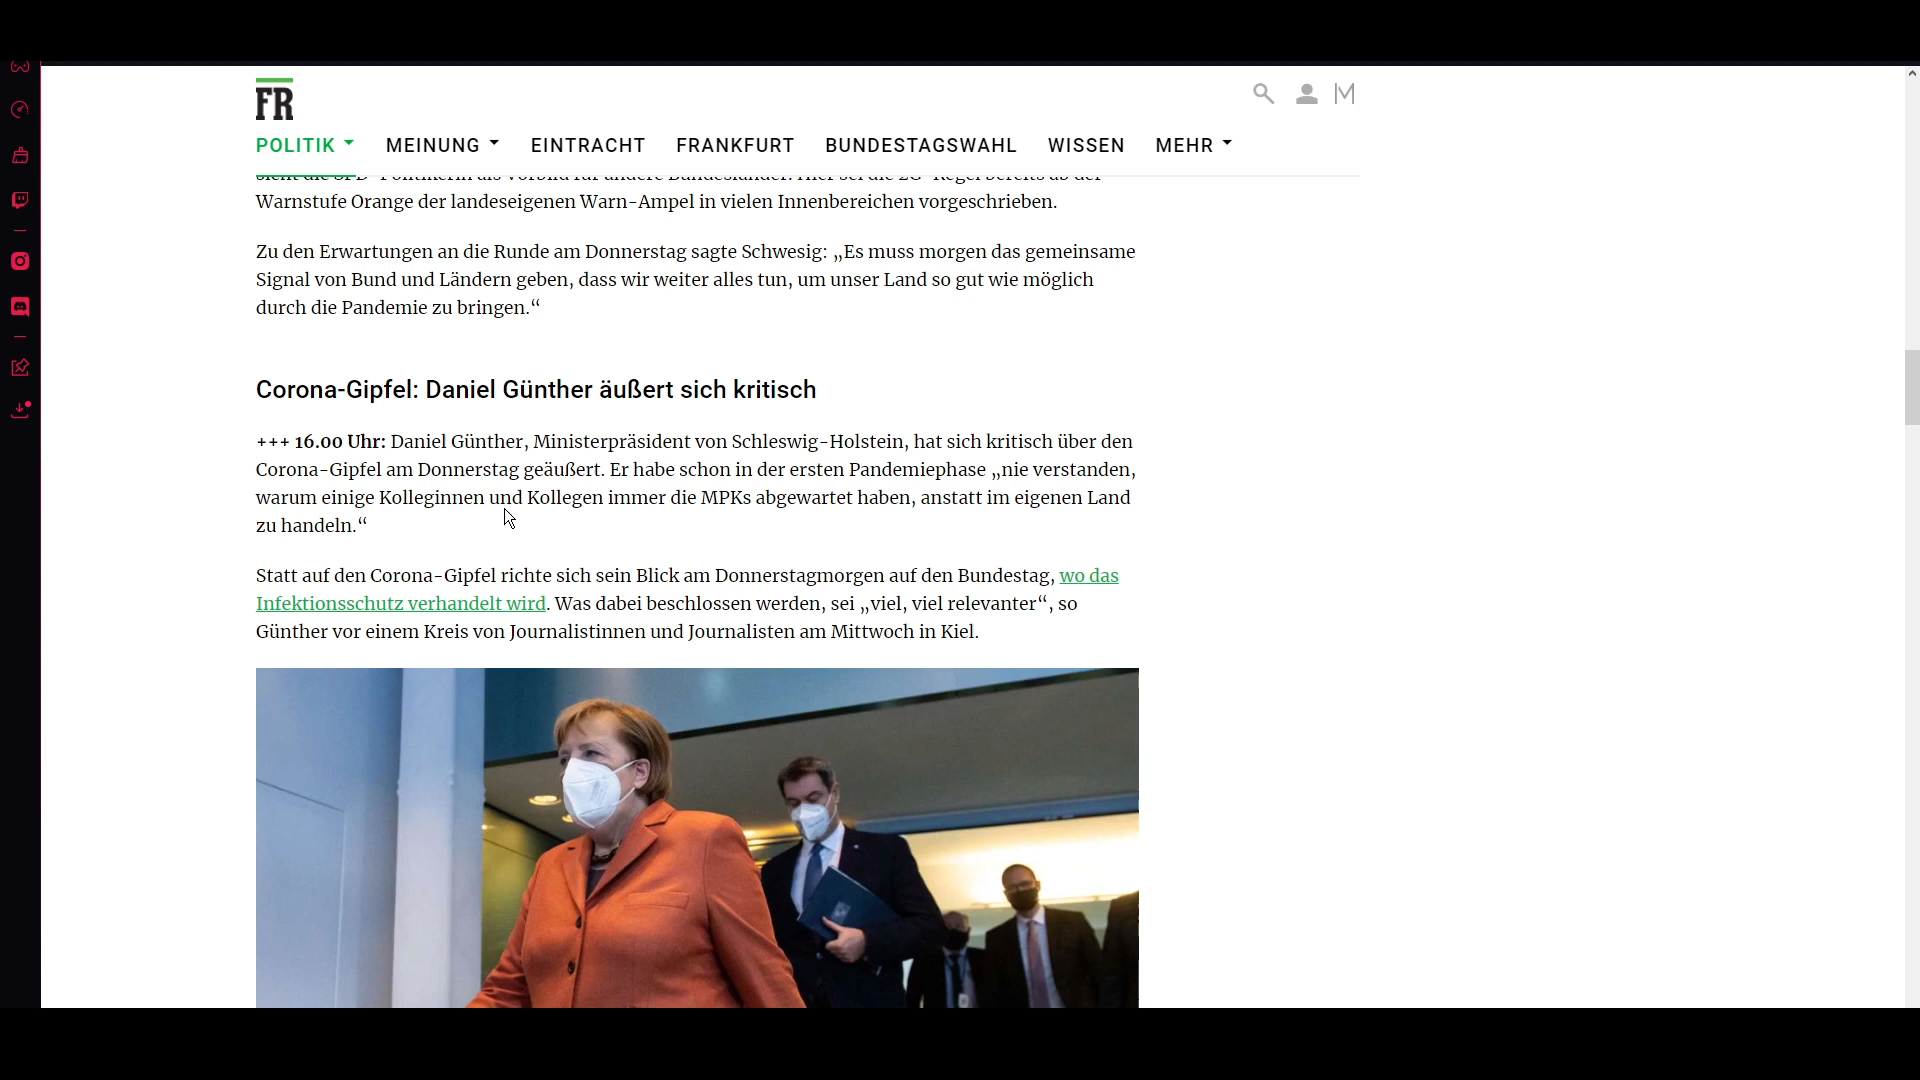 FR
POLITIK MEINUNG EINTRACHT FRANKFURT BUNDESTAGSWAHL WISSEN MEHR
Warnstufe Orange der landeseigenen Warn-Ampel in vielen Innenbereichen vorgeschrieben.
Zu den Erwartungen an die Runde am Donnerstag sagte Schwesig: „Es muss morgen das gemeinsame
Signal von Bund und Ländern geben, dass wir weiter alles tun, um unser Land so gut wie möglich
durch die Pandemie zu bringen.“
Corona-Gipfel: Daniel Günther äußert sich kritisch
+++ 16.00 Uhr: Daniel Günther, Ministerpräsident von Schleswig-Holstein, hat sich kritisch über den
Corona-Gipfel am Donnerstag geäußert. Er habe schon in der ersten Pandemiephase „nie verstanden,
warum einige Kolleginnen und Kollegen immer die MPKs abgewartet haben, anstatt im eigenen Land
zu handeln.“
Statt auf den Corona-Gipfel richte sich sein Blick am Donnerstagmorgen auf den Bundestag, wo das
Infektionsschutz verhandelt wird. Was dabei beschlossen werden, sei „viel, viel relevanter“, so
Günther vor einem Kreis von Journalistinnen und Journalisten am Mittwoch in Kiel.